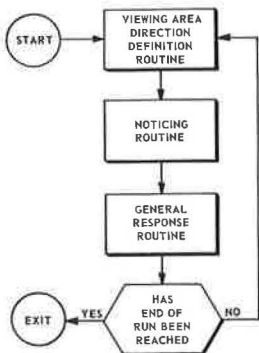 START
VIEWING AREA
DIRECTION
DEFINITION
ROUTINE
NOTICING
ROUTINE
GENERAL
RESPONSE
ROUTINE
HAS
END OF
RUN BEEN
REACHED
YES
NO
EXIT